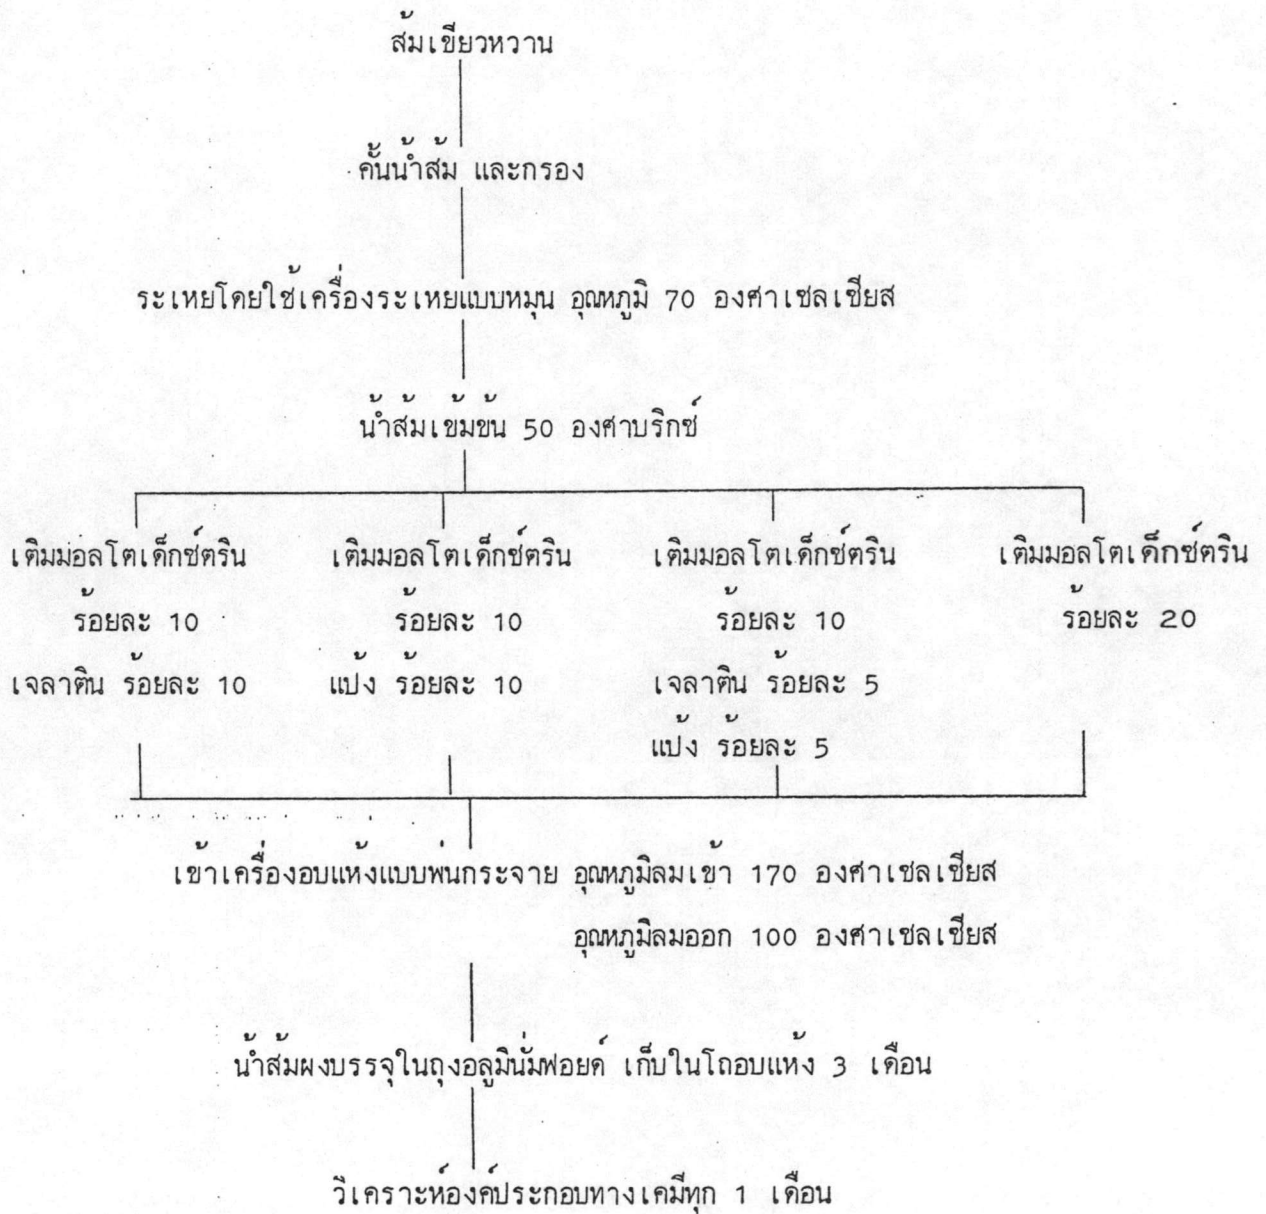 ส้มเขียวหวาน
คั้นน้ำส้ม และกรอง
ระเหยโดยใช้เครื่องระเหยแบบหมุน อุณหภูมิ 70 องศาเซลเซียส
น้ำส้มเข้มข้น 50 องศาบริกซ์
เติมมอลโตเด็กซ์ตริน
ร้อยละ 10
เจลาติน ร้อยละ 10
เติมมอลโตเด็กซ์ตริน
ร้อยละ 10
แป้ง ร้อยละ 10
เติมมอลโตเด็กซ์ตริน
ร้อยละ 10
เจลาติน ร้อยละ 5
แป้ง ร้อยละ 5
เติมมอลโตเด็กซ์ตริน
ร้อยละ 20
เข้าเครื่องอบแห้งแบบพ่นกระจาย อุณหภูมิลมเข้า 170 องศาเซลเซียส
อุณหภูมิลมออก 100 องศาเซลเซียส
น้ำส้มผงบรรจุในถุงอลูมินั่มฟอยด์ เก็บในโถอบแห้ง 3 เดือน
วิเคราะห์องค์ประกอบทางเคมีทุก 1 เดือน